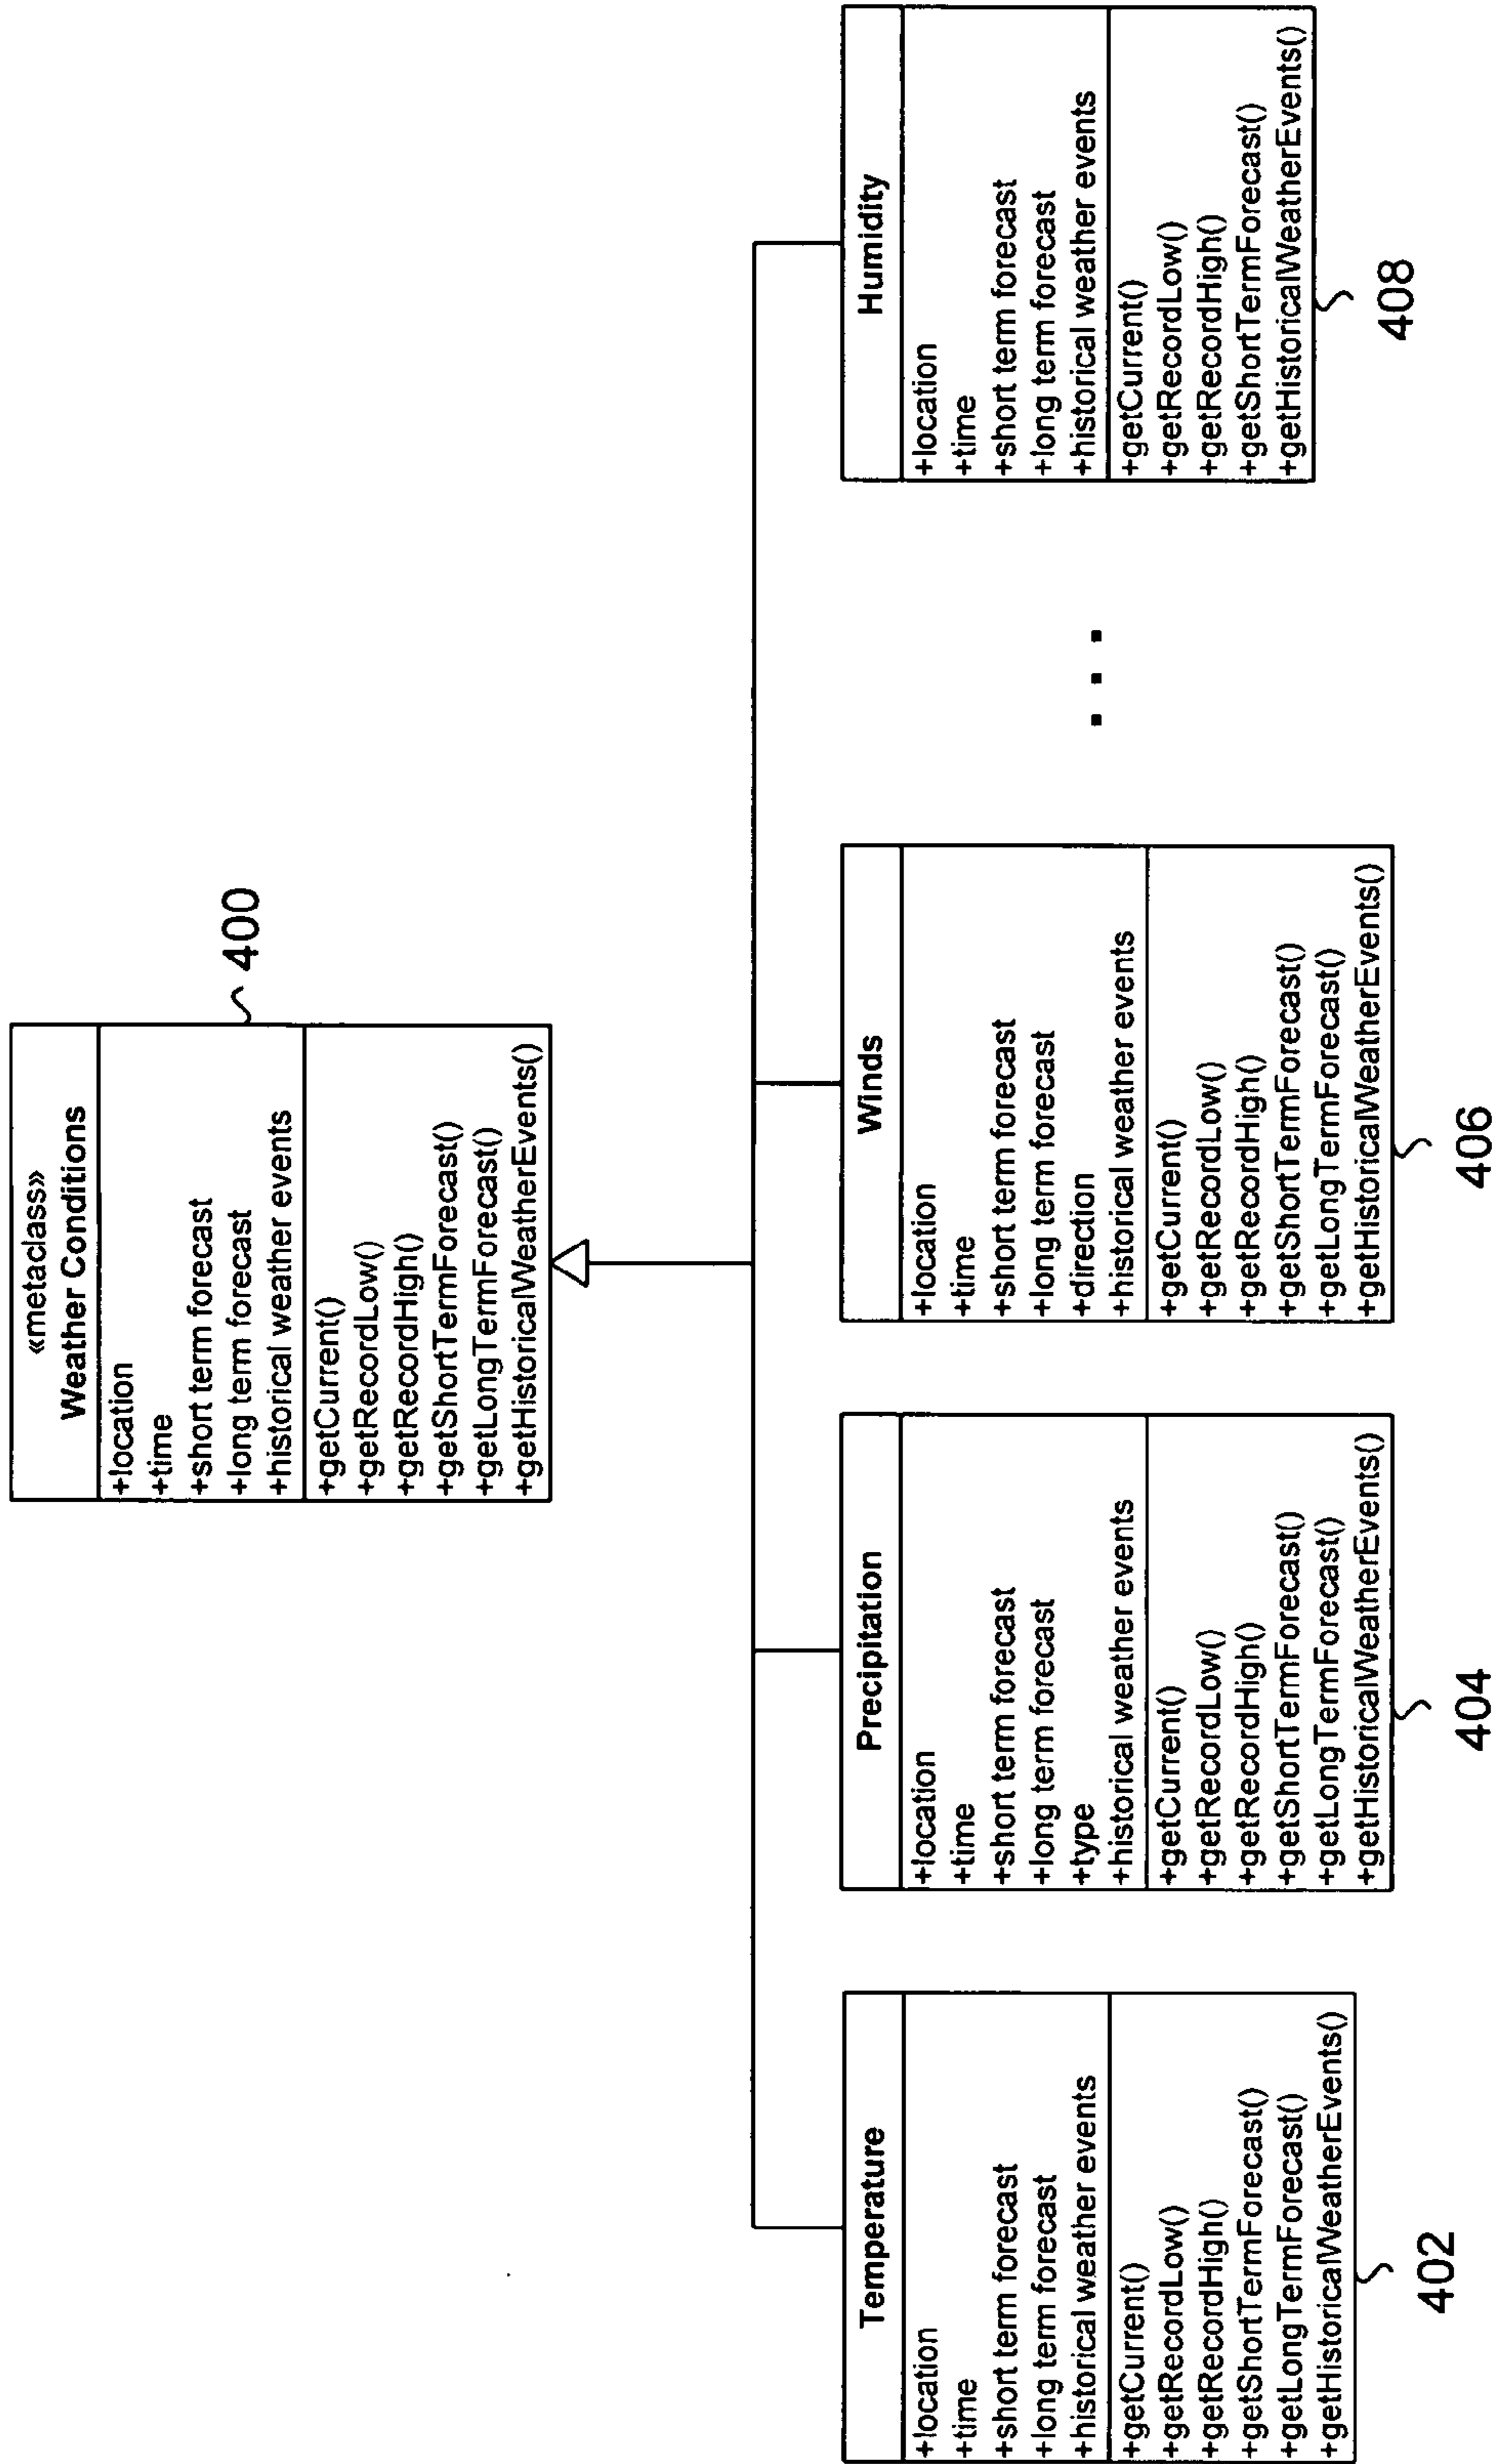 «metaclass»
Weather Conditions
+location
+time
+short term forecast
+long term forecast
+historical weather events
+getCurrent()
+getRecordLow()
+getRecordHigh()
+getShortTermForecast()
+getLongTermForecast()
+getHistoricalWeatherEvents()
400
Temperature
+location
+time
+short term forecast
+long term forecast
+historical weather events
+getCurrent()
+getRecordLow()
+getRecordHigh()
+getShortTermForecast()
+getLongTermForecast()
+getHistoricalWeatherEvents()
402
Precipitation
+location
+time
+short term forecast
+long term forecast
+type
+historical weather events
+getCurrent()
+getRecordLow()
+getRecordHigh()
+getShortTermForecast()
+getLongTermForecast()
+getHistoricalWeatherEvents()
404
Winds
+location
+time
+short term forecast
+long term forecast
+direction
+historical weather events
+getCurrent()
+getRecordLow()
+getRecordHigh()
+getShortTermForecast()
+getLongTermForecast()
+getHistoricalWeatherEvents()
406
. . .
Humidity
+location
+time
+short term forecast
+long term forecast
+historical weather events
+getCurrent()
+getRecordLow()
+getRecordHigh()
+getShortTermForecast()
+getHistoricalWeatherEvents()
408